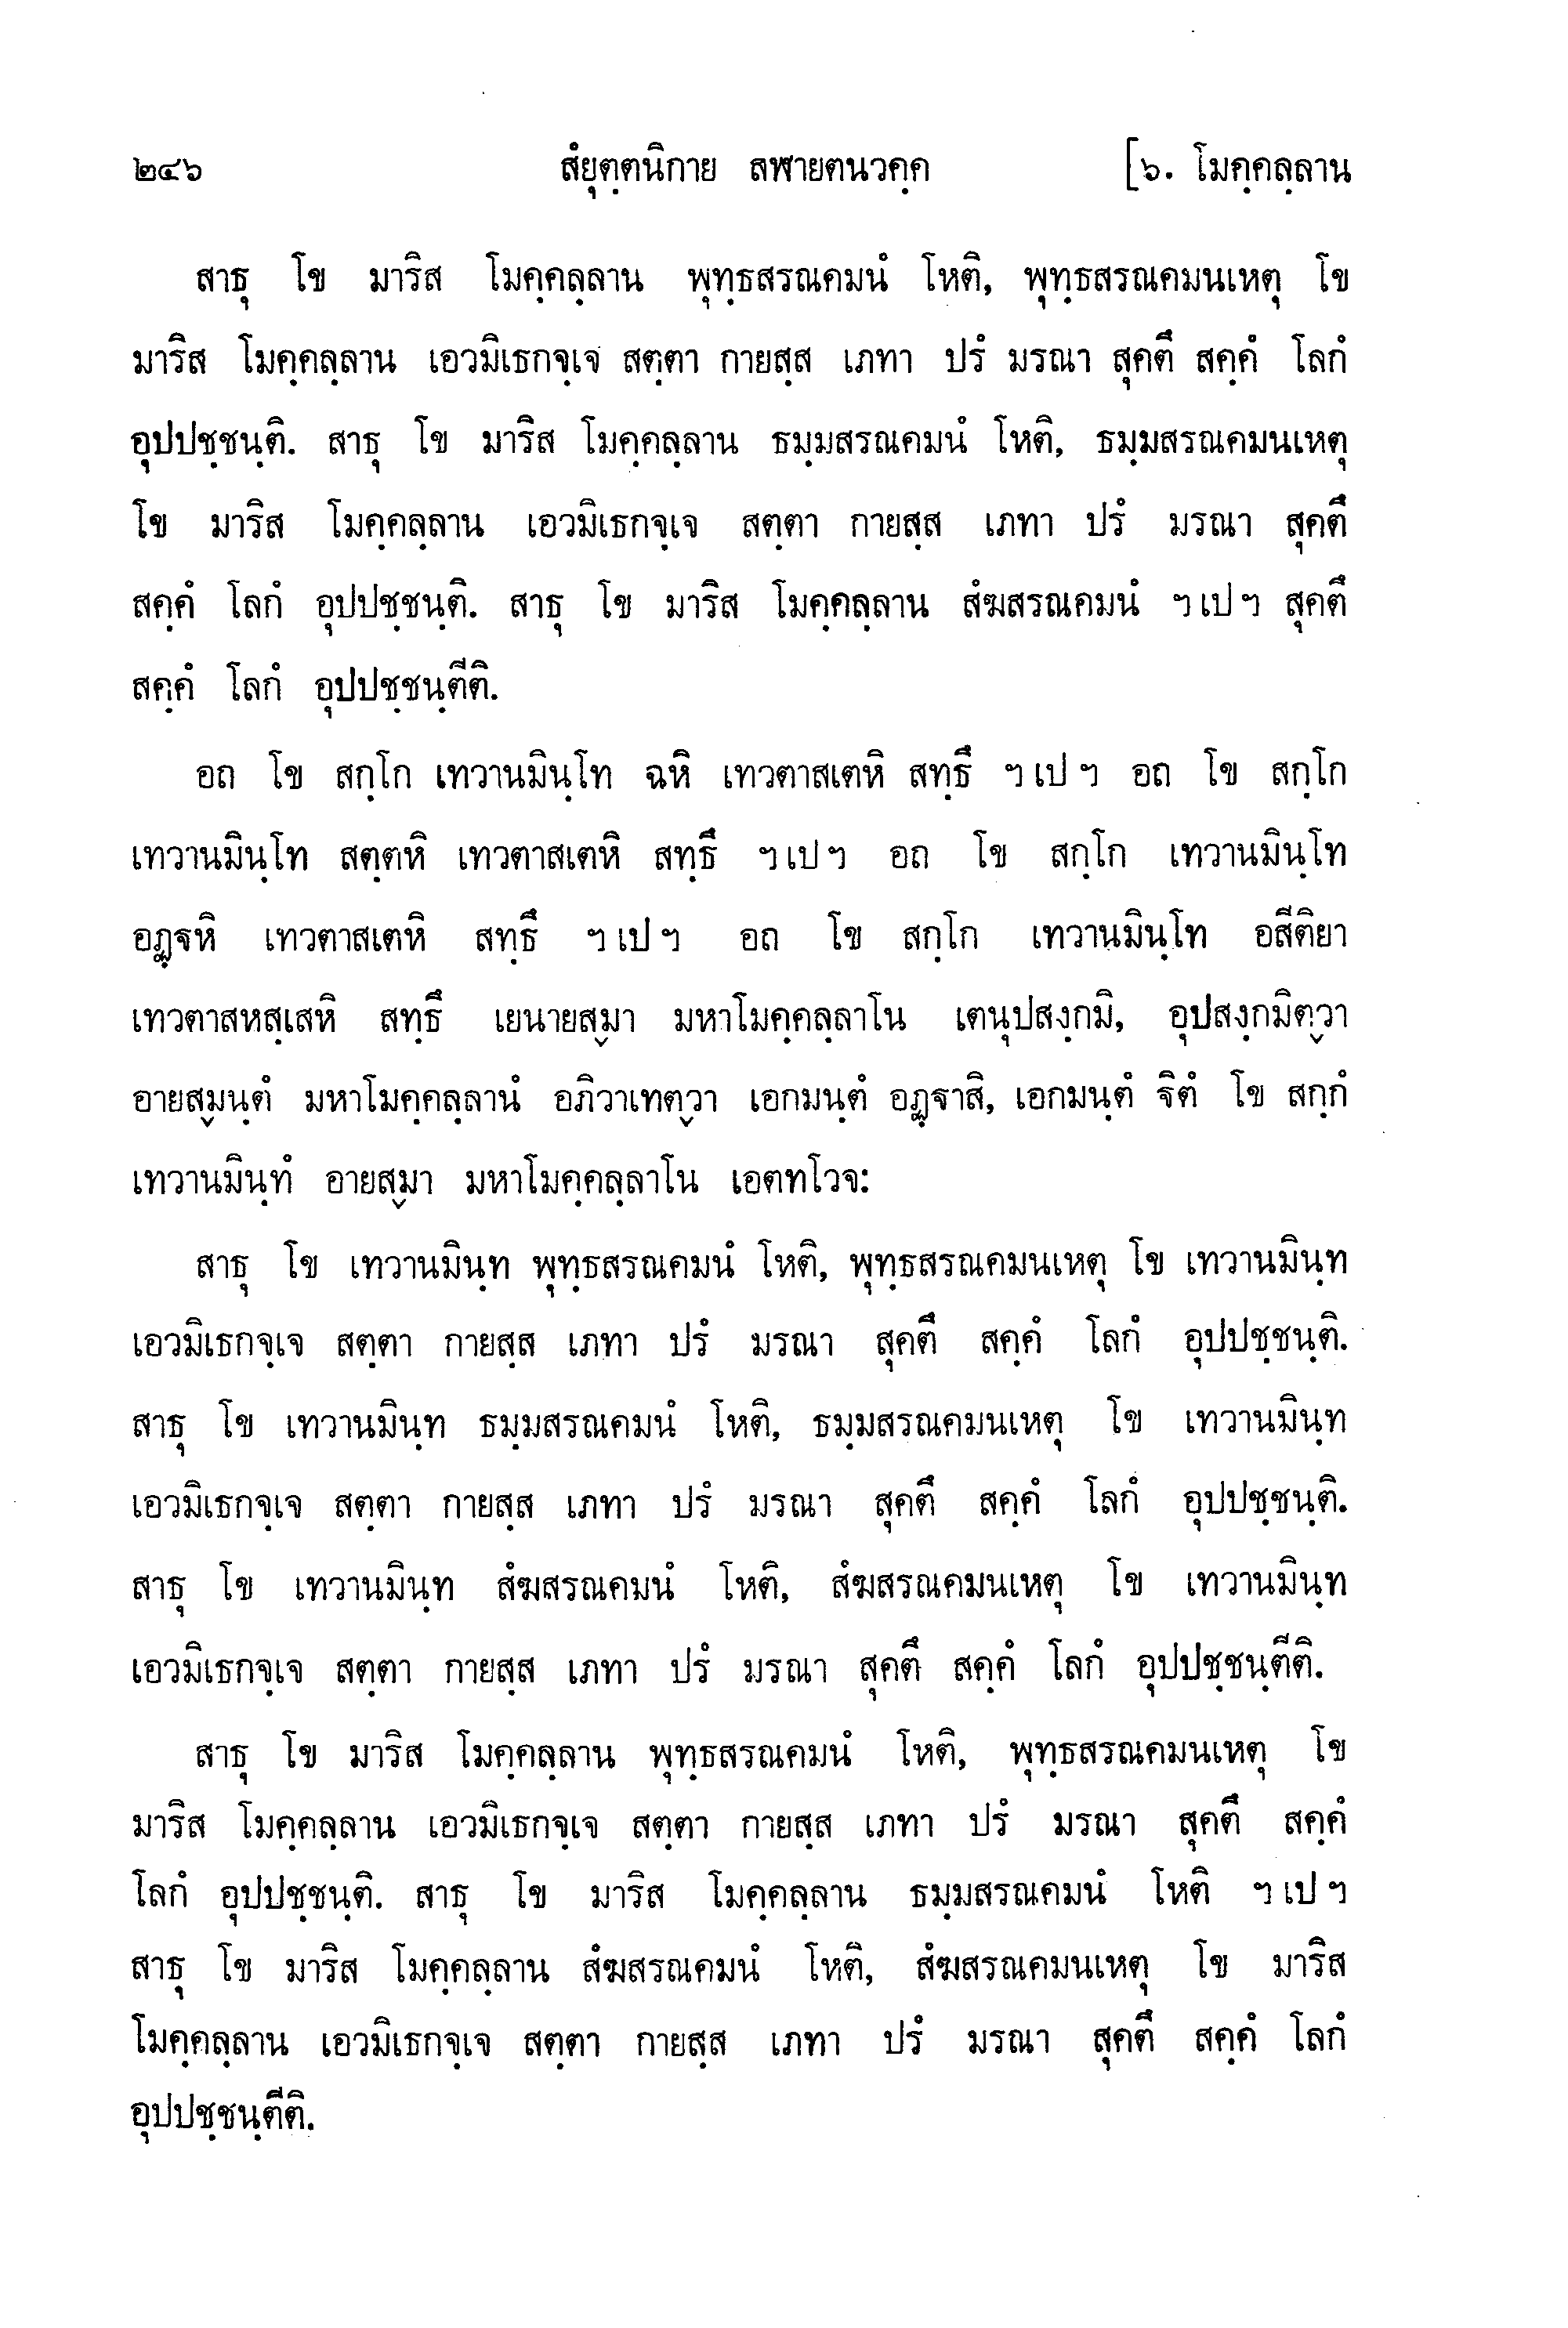 ๒๔๖ สํยุตฺตนิกาย สฬายตนวคฺค [๖. โมคฺคลฺลาน
สาธุ โข มาริส โมคฺคลฺลาน พุทฺธสรณคมนํ โหติ, พุทฺธสรณคมนเหตุ โข
มาริส โมคฺคลฺลาน เอวมิเธกจฺเจ สตฺตา กายสฺส เภทา ปรํ มรณา สุคตึ สคฺคํ โลกํ
อุปปชฺชนฺติ. สาธุ โข มาริส โมคฺคลฺลาน ธมฺมสรณคมนํ โหติ, ธมฺมสรณคมนเหตุ
โข มาริส โมคฺคลฺลาน เอวมิเธกจฺเจ สตฺตา กายสฺส เภทา ปรํ มรณา สุคตึ
สคฺคํ โลกํ อุปปชฺชนฺติ. สาธุ โข มาริส โมคฺคลฺลาน สํฆสรณคมนํ ฯ เป ฯ สุคตึ
สคฺคํ โลกํ อุปปชฺชนฺตีติ.
อถ โข สกฺโก เทวานมินฺโท ฉหิ เทวตาสเตหิ สทฺธึ ฯ เป ฯ อถ โข สกฺโก
เทวานมินฺโท สตฺตหิ เทวตาสเตหิ สทฺธึ ฯ เป ฯ อถ โข สกฺโก เทวานมินฺโท
อฏฺฐหิ เทวตาสเตหิ สทฺธึ ฯ เป ฯ อถ โข สกฺโก เทวานมินฺโท อสีติยา
เทวตาสหสฺเสหิ สทฺธึ เยนายสฺมา มหาโมคฺคลฺลาโน เตนุปสงฺกมิ, อุปสงฺกมิตฺวา
อายสฺมนฺตํ มหาโมคฺคลฺลานํ อภิวาเทตฺวา เอกมนฺตํ อฏฺฐาสิ, เอกมนฺตํ ฐิตํ โข สกฺกํ
เทวานมินฺทํ อายสฺมา มหาโมคฺคลฺลาโน เอตทโวจ:
สาธุ โข เทวานมินฺท พุทฺธสรณคมนํ โหติ, พุทฺธสรณคมนเหตุ โข เทวานมินฺท
เอวมิเธกจฺเจ สตฺตา กายสฺส เภทา ปรํ มรณา สุคตึ สคฺคํ โลกํ อุปปชฺชนฺติ.
สาธุ โข เทวานมินฺท ธมฺมสรณคมนํ โหติ, ธมฺมสรณคมนเหตุ โข เทวานมินฺท
เอวมิเธกจฺเจ สตฺตา กายสฺส เภทา ปรํ มรณา สุคตึ สคฺคํ โลกํ อุปปชฺชนฺติ.
สาธุ โข เทวานมินฺท สํฆสรณคมนํ โหติ, สํฆสรณคมนเหตุ โข เทวานมินฺท
เอวมิเธกจฺเจ สตฺตา กายสฺส เภทา ปรํ มรณา สุคตึ สคฺคํ โลกํ อุปปชฺชนฺตีติ.
สาธุ โข มาริส โมคฺคลฺลาน พุทฺธสรณคมนํ โหติ, พุทฺธสรณคมนเหตุ โข
มาริส โมคฺคลฺลาน เอวมิเธกจฺเจ สตฺตา กายสฺส เภทา ปรํ มรณา สุคตึ สคฺคํ
โลกํ อุปปชฺชนฺติ. สาธุ โข มาริส โมคฺคลฺลาน ธมฺมสรณคมนํ โหติ ฯ เป ฯ
สาธุ โข มาริส โมคฺคลฺลาน สํฆสรณคมนํ โหติ, สํฆสรณคมนเหตุ โข มาริส
โมคฺคลฺลาน เอวมิเธกจฺเจ สตฺตา กายสฺส เภทา ปรํ มรณา สุคตึ สคฺคํ โลกํ
อุปปชฺชนฺตีติ.